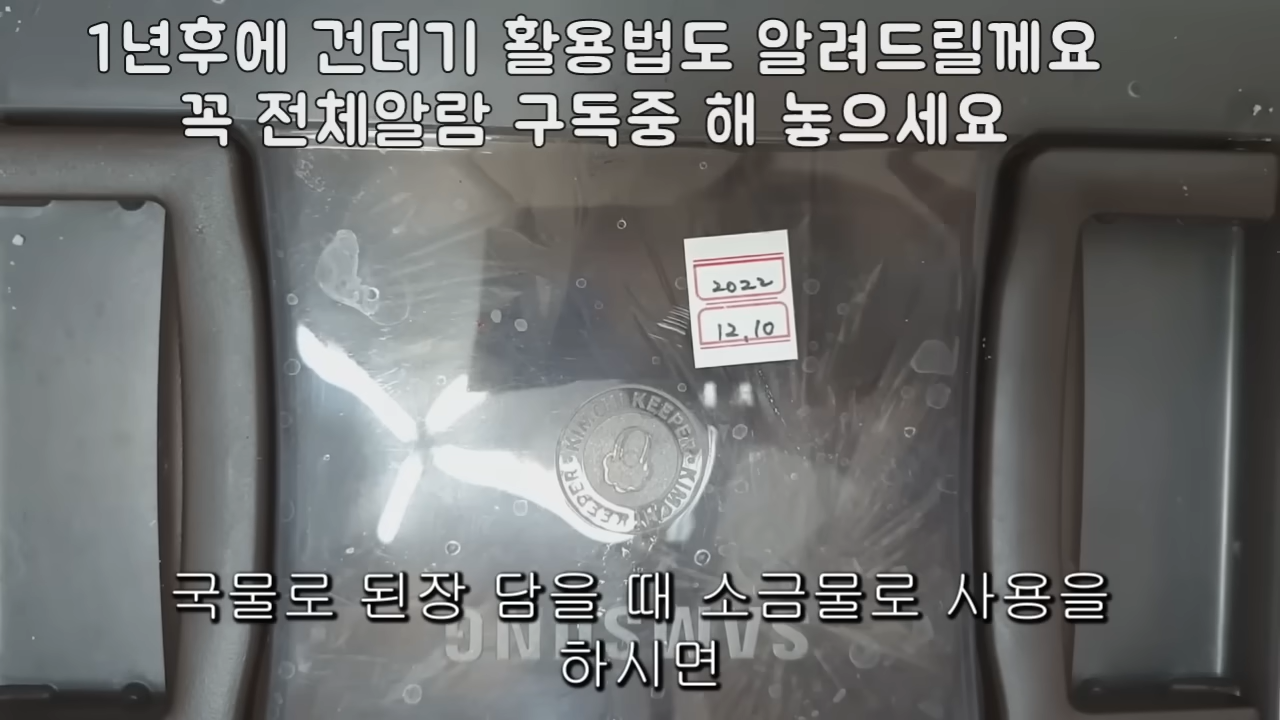 1년후에 건더기 활용법도 알려드릴께요
꼭 전체알람 구독중 해 놓으세요
2022
12.10
KIMCHI KEEPER KIMCHI KEEPER
국물로 된장 담을 때 소금물로 사용을
SAMSUNG
하시면